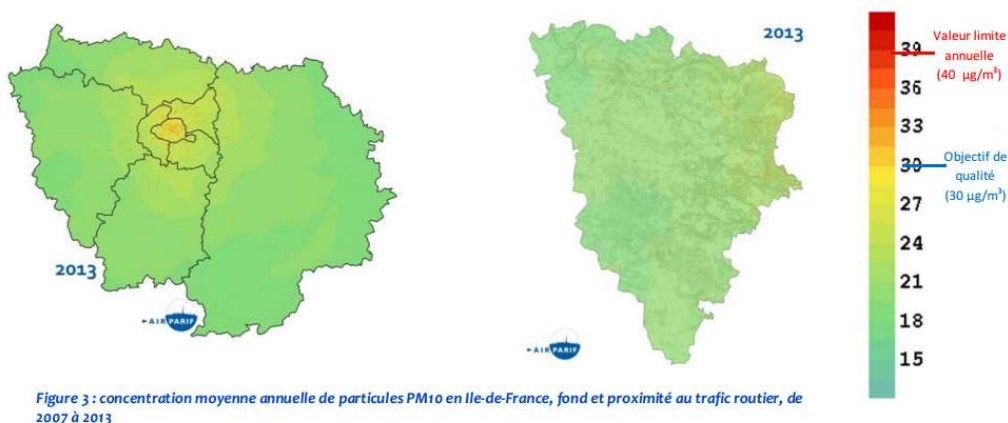 2013
AIRPARIF
2013
AIRPARIF
39
36
33
30
27
24
21
18
15
Valeur limite
annuelle
(40 µg/m³)
Objectif de
qualité
(30 µg/m³)
Figure 3 : concentration moyenne annuelle de particules PM10 en Ile-de-France, fond et proximité au trafic routier, de
2007 à 2013